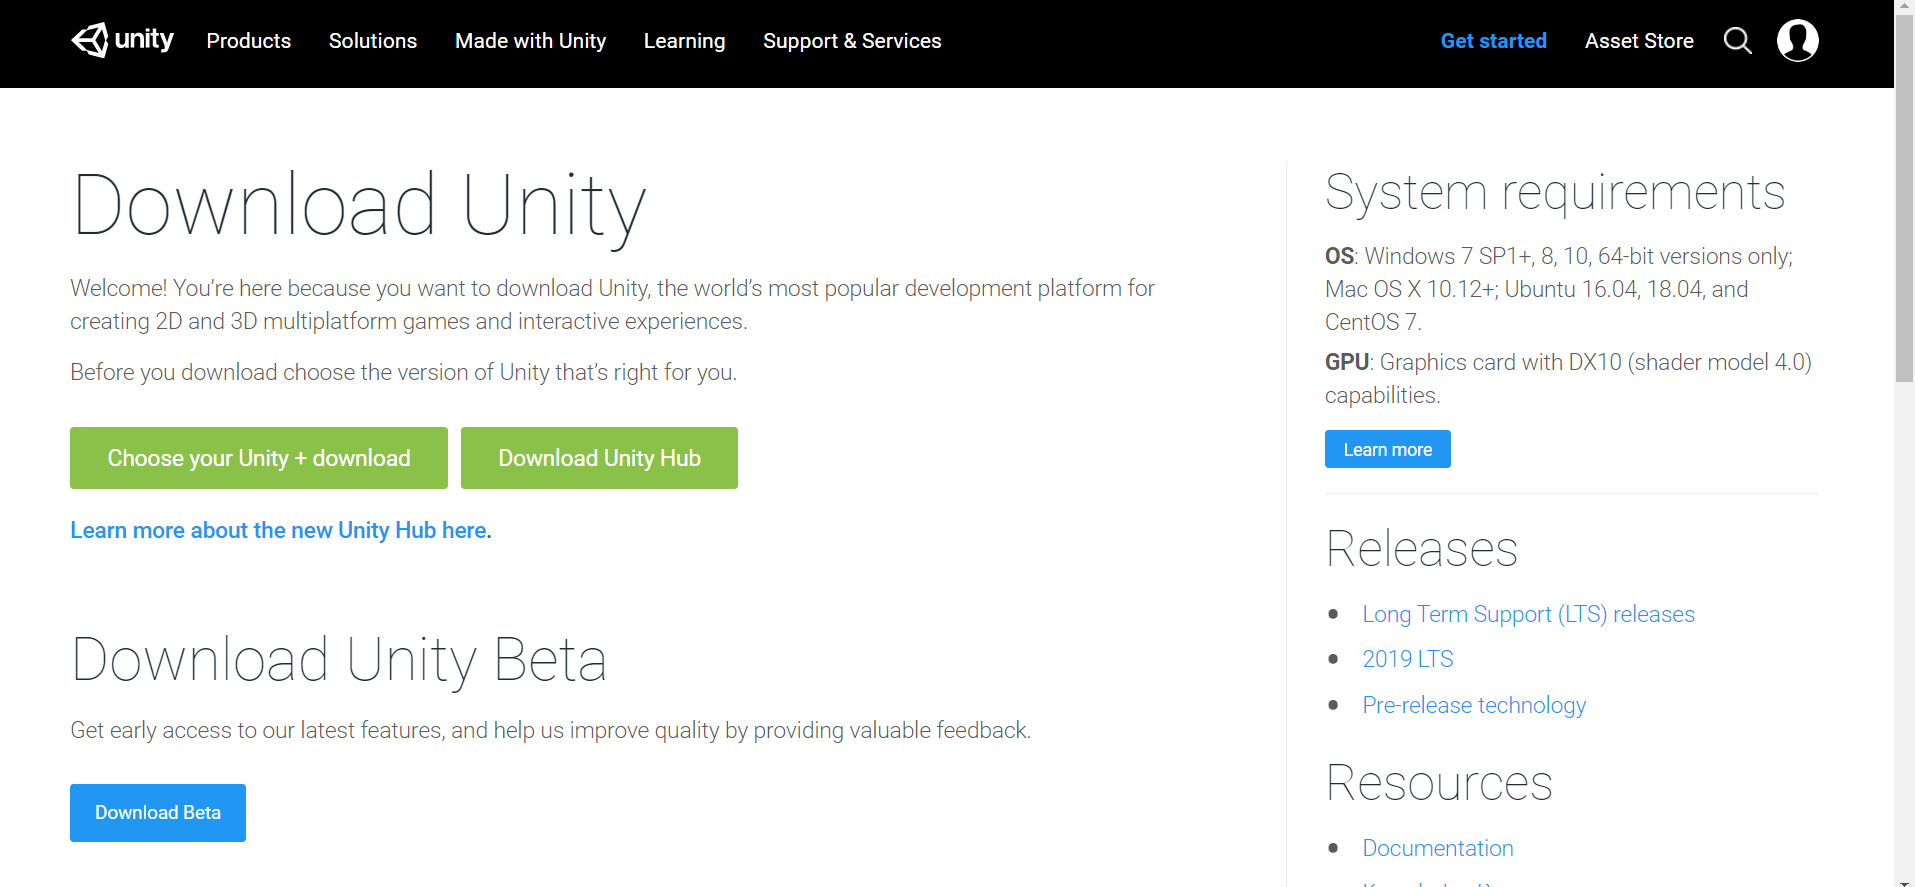 unity Products Solutions Made with Unity Learning Support & Services Get started Asset Store
Download Unity
Welcome! You’re here because you want to download Unity, the world’s most popular development platform for
creating 2D and 3D multiplatform games and interactive experiences.
Before you download choose the version of Unity that’s right for you.
Choose your Unity + download Download Unity Hub
Learn more about the new Unity Hub here.
Download Unity Beta
Get early access to our latest features, and help us improve quality by providing valuable feedback.
Download Beta
System requirements
OS: Windows 7 SP1+, 8, 10, 64-bit versions only;
Mac OS X 10.12+; Ubuntu 16.04, 18.04, and
CentOS 7.
GPU: Graphics card with DX10 (shader model 4.0)
capabilities.
Learn more
Releases
Long Term Support (LTS) releases
2019 LTS
Pre-release technology
Resources
Documentation